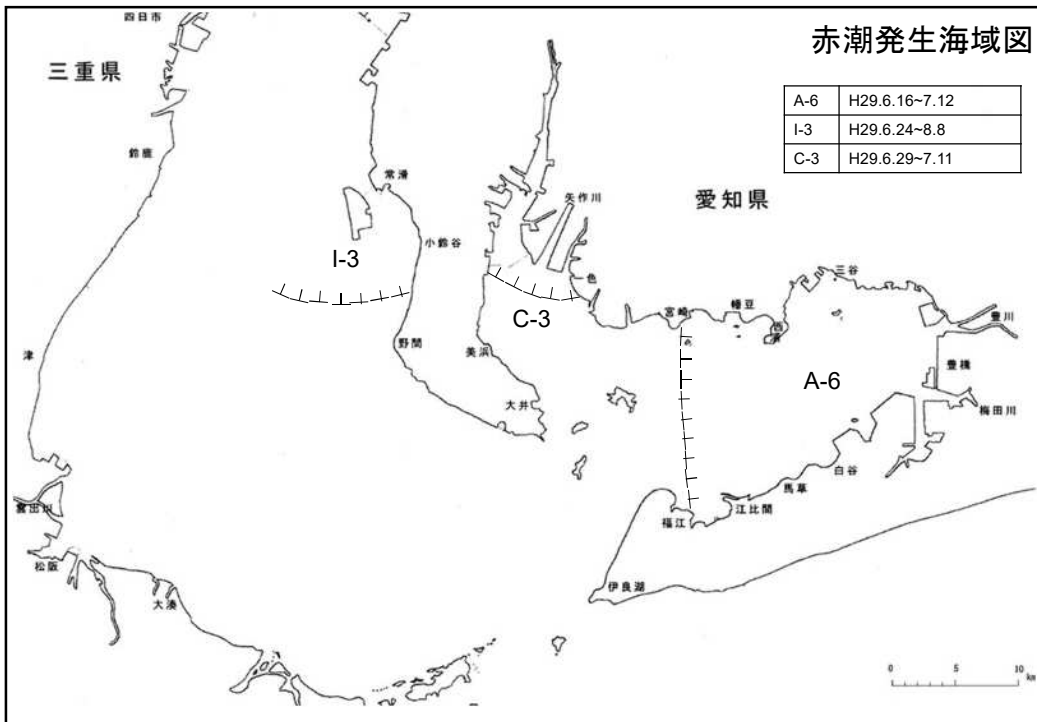 赤潮発生海域図
A-6 H29.6.16~7.12
I-3 H29.6.24~8.8
C-3 H29.6.29~7.11
四日市
三重県
鈴鹿
常滑
矢作川
愛知県
小鈴谷
I-3
一色
三谷
C-3
宮崎
幡豆
西浦
豊川
津
野間
美浜
豊橋
A-6
大井
梅田川
白谷
馬草
雲出川
福江
江比間
松阪
伊良湖
大湊
0 5 10
km